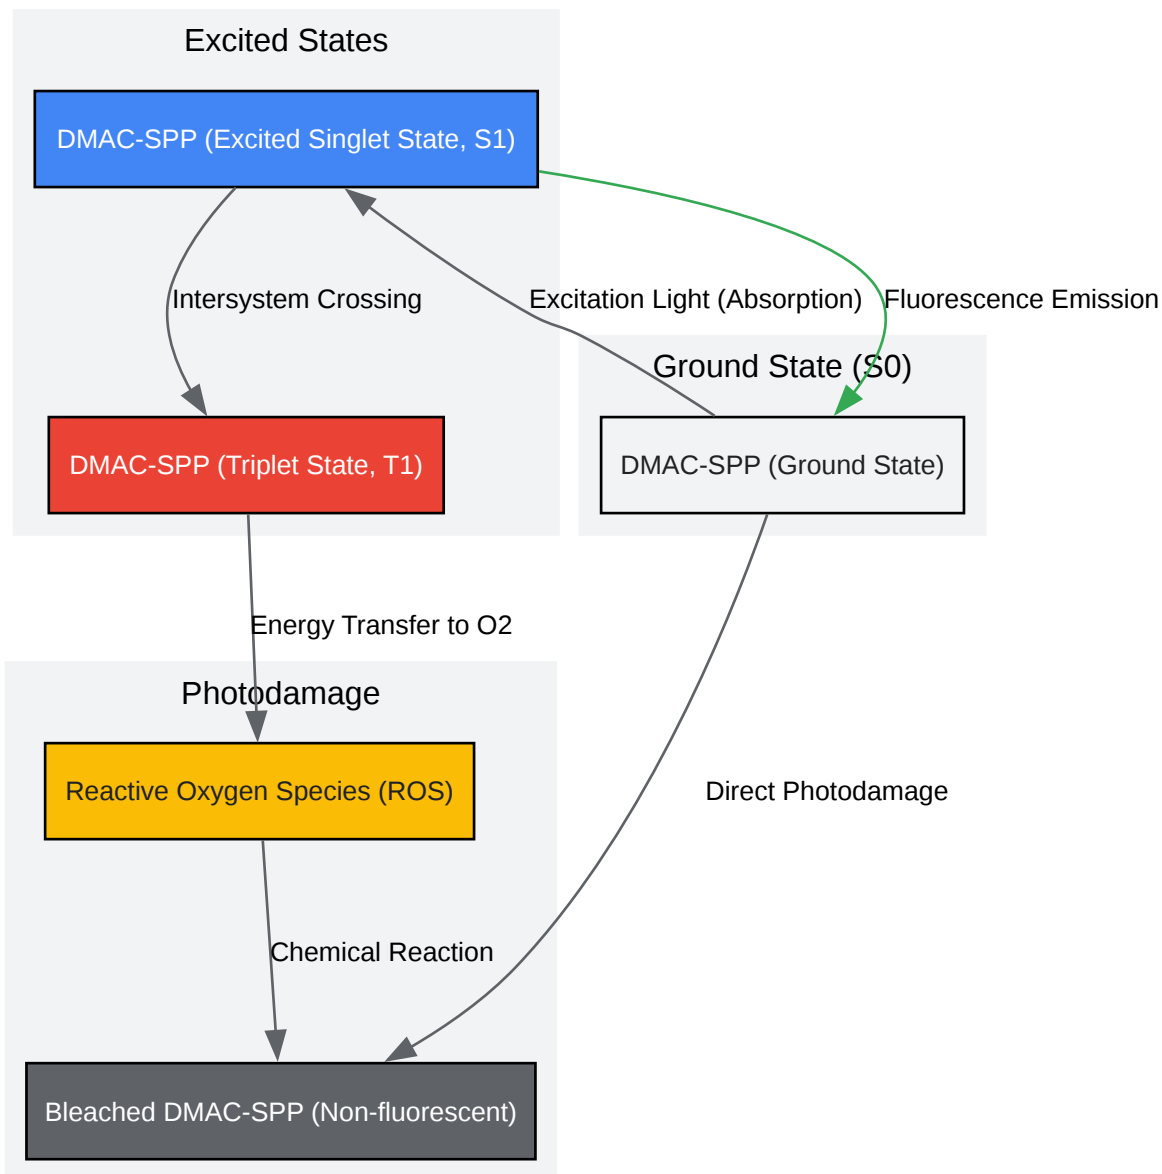 Excited States
DMAC-SPP (Excited Singlet State, S1)
Intersystem Crossing
Excitation Light (Absorption)
Fluorescence Emission
Ground State (S0)
DMAC-SPP (Triplet State, T1)
DMAC-SPP (Ground State)
Energy Transfer to O2
Photodamage
Reactive Oxygen Species (ROS)
Direct Photodamage
Chemical Reaction
Bleached DMAC-SPP (Non-fluorescent)